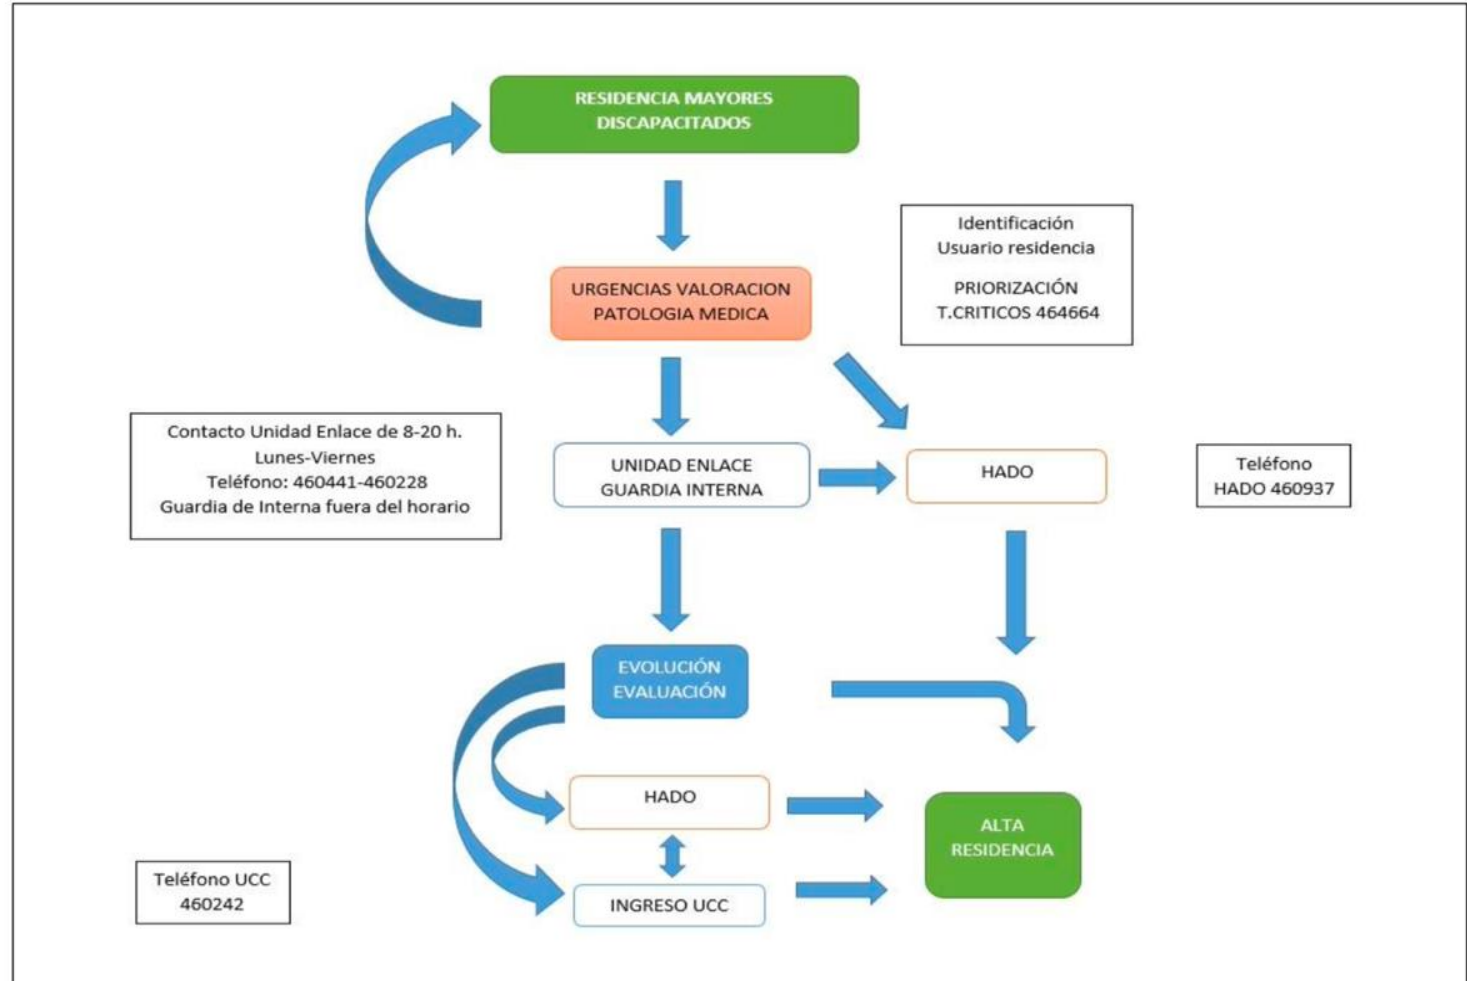 RESIDENCIA MAYORES
DISCAPACITADOS
Identificación
Usuario residencia
PRIORIZACIÓN
T.CRITICOS 464664
URGENCIAS VALORACION
PATOLOGIA MEDICA
Contacto Unidad Enlace de 8-20 h.
Lunes-Viernes
Teléfono: 460441-460228
Guardia de Interna fuera del horario
UNIDAD ENLACE
GUARDIA INTERNA
HADO
Teléfono
HADO 460937
EVOLUCIÓN
EVALUACIÓN
HADO
ALTA
RESIDENCIA
Teléfono UCC
460242
INGRESO UCC